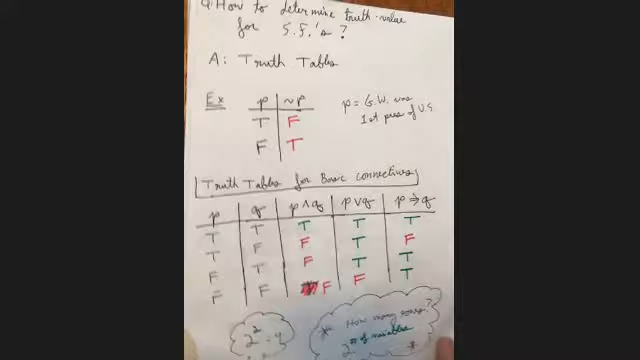 Q: How to determine truth-value
for S.F.'s?
A: Truth Tables
Ex p ~p
T F
F T
p = G.W. was
1st pres of U.S.
Truth Tables for Basic connectives
p q p ∧ q p ∨ q p ⇒ q
T T T T T
T F F T F
F T F T T
F F F F T
2² = 4
* How many rows?
2 # of variables *